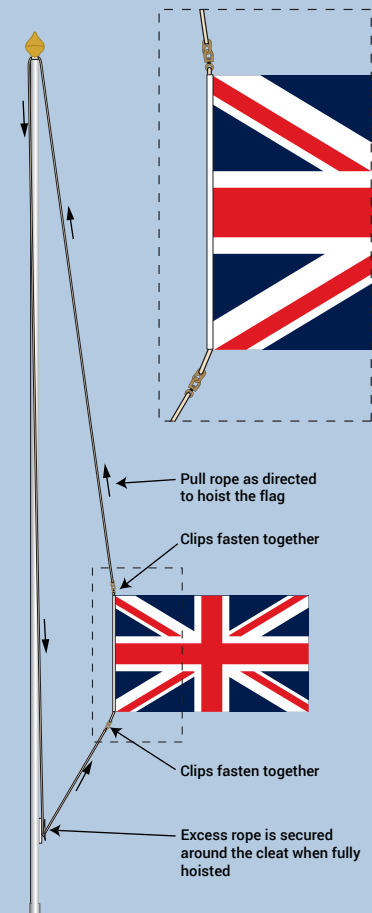 Pull rope as directed
to hoist the flag
Clips fasten together
Clips fasten together
Excess rope is secured
around the cleat when fully
hoisted